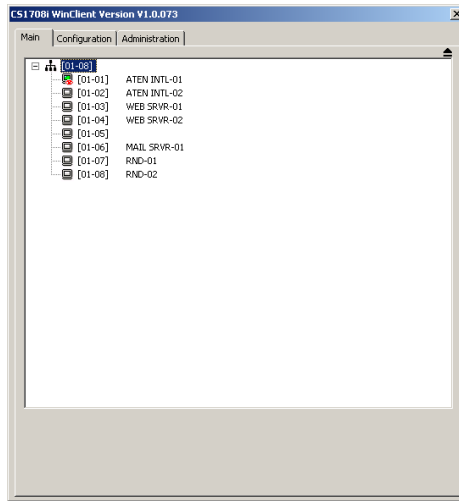 CS1708i WinClient Version V1.0.073
Main Configuration Administration
[01-08]
[01-01] ATEN INTL-01
[01-02] ATEN INTL-02
[01-03] WEB SRVR-01
[01-04] WEB SRVR-02
[01-05]
[01-06] MAIL SRVR-01
[01-07] RND-01
[01-08] RND-02